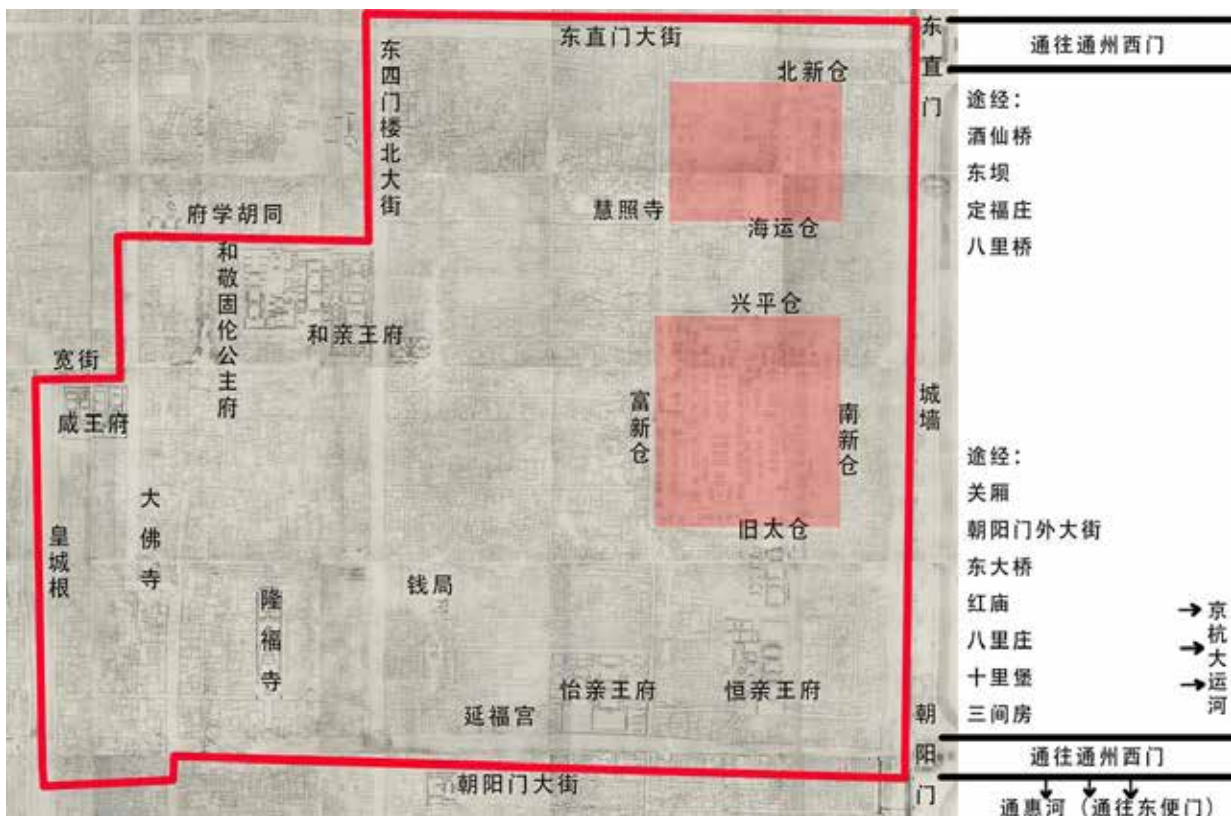 东直门大街
东直门
通往通州西门
北新仓
东四门楼北大街
途经：
酒仙桥
东坝
定福庄
八里桥
府学胡同
慧照寺
海运仓
和敬固伦公主府
兴平仓
和亲王府
宽街
咸王府
富新仓
南新仓
城墙
途经：
关厢
朝阳门外大街
东大桥
红庙
八里庄
十里堡
三间房
京杭大运河
大佛寺
皇城根
旧太仓
钱局
隆福寺
怡亲王府
恒亲王府
延福宫
朝阳门
朝阳门大街
通往通州西门
通惠河（通往东便门）